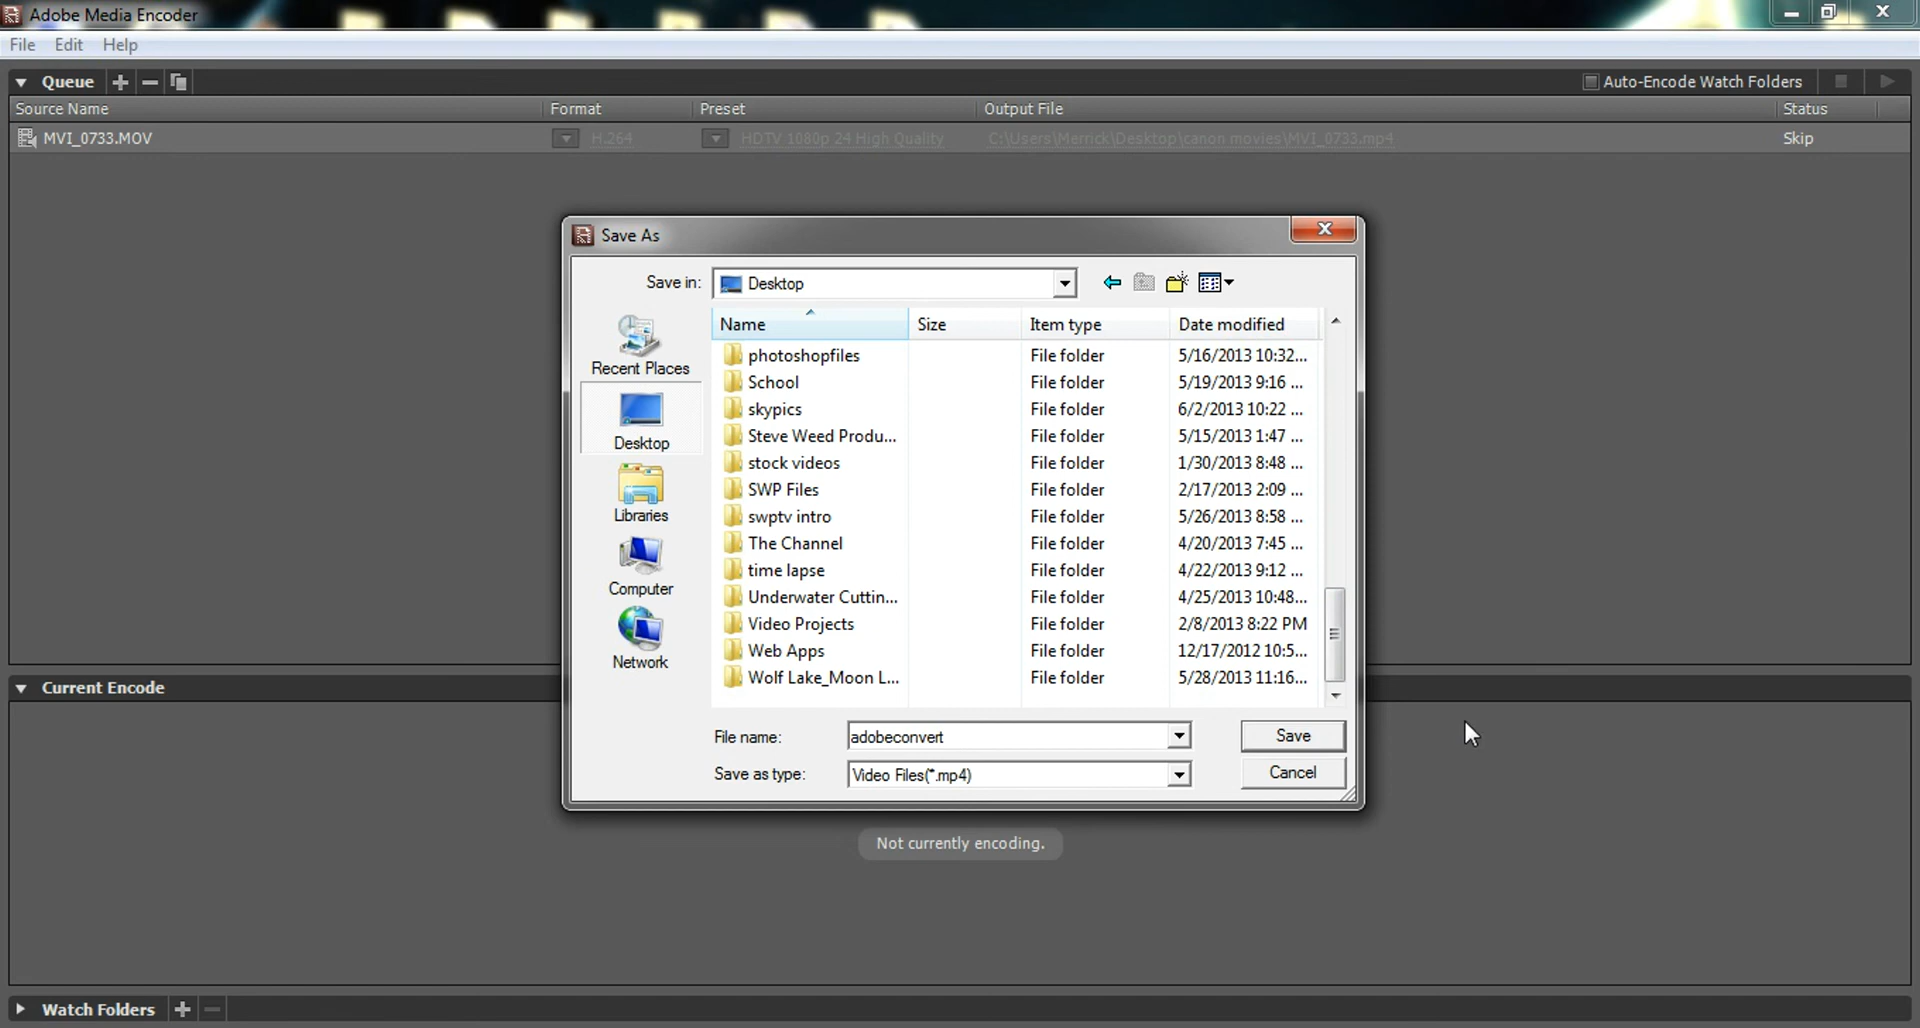 Adobe Media Encoder
File Edit Help
Queue Auto-Encode Watch Folders
Source Name Format Preset Output File Status
MVI_0733.MOV H.264 HDTV 1080p 24 High Quality C:\Users\Merrick\Desktop\canon movies\MVI_0733.mp4 Skip
Save As
Save in: Desktop
Name Size Item type Date modified
Recent Places
Desktop
Libraries
Computer
Network
photoshopfiles File folder 5/16/2013 10:32...
School File folder 5/19/2013 9:16 ...
skypics File folder 6/2/2013 10:22 ...
Steve Weed Produ... File folder 5/15/2013 1:47 ...
stock videos File folder 1/30/2013 8:48 ...
SWP Files File folder 2/17/2013 2:09 ...
swptv intro File folder 5/26/2013 8:58 ...
The Channel File folder 4/20/2013 7:45 ...
time lapse File folder 4/22/2013 9:12 ...
Underwater Cuttin... File folder 4/25/2013 10:48...
Video Projects File folder 2/8/2013 8:22 PM
Web Apps File folder 12/17/2012 10:5...
Wolf Lake_Moon L... File folder 5/28/2013 11:16...
File name: adobeconvert Save
Save as type: Video Files(*.mp4) Cancel
Current Encode
Not currently encoding.
Watch Folders